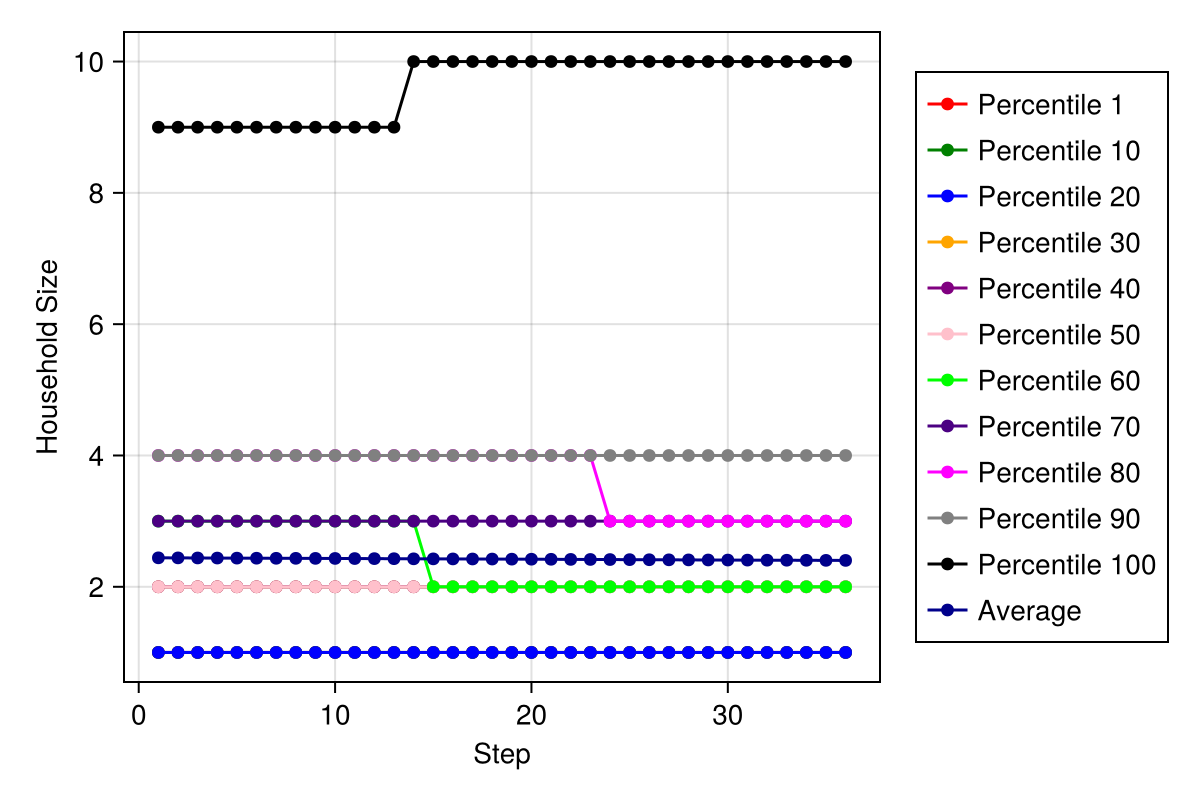 10
8
6
4
2
Household Size
0
10
20
30
Step
Percentile 1
Percentile 10
Percentile 20
Percentile 30
Percentile 40
Percentile 50
Percentile 60
Percentile 70
Percentile 80
Percentile 90
Percentile 100
Average